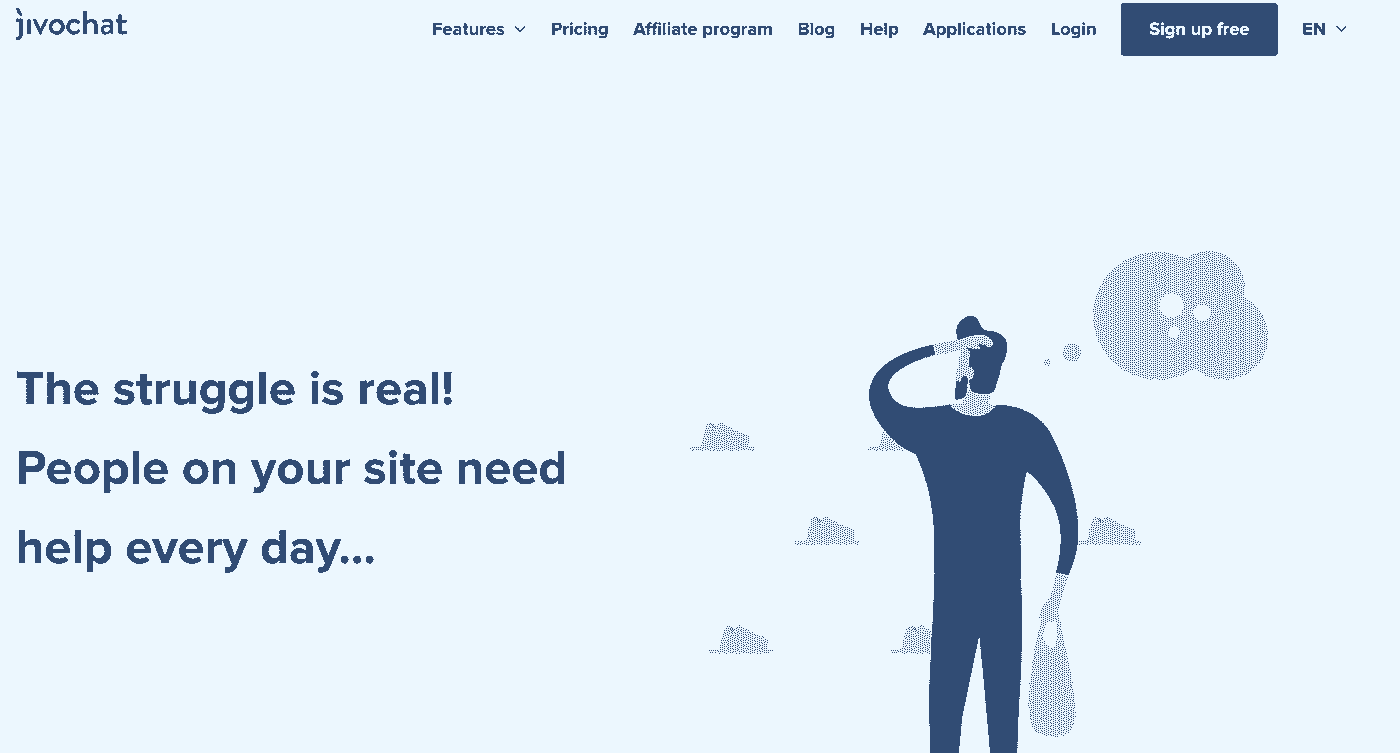 jivochat
Features
Pricing
Affiliate program
Blog
Help
Applications
Login
Sign up free
EN
The struggle is real!
People on your site need
help every day...